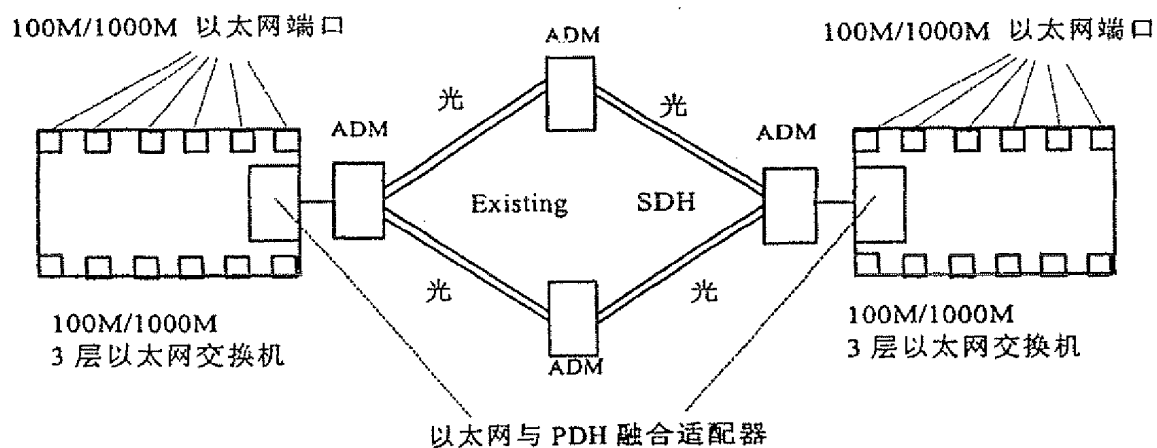 100M/1000M 以太网端口
ADM
100M/1000M 以太网端口
光
光
ADM
ADM
Existing SDH
光
光
100M/1000M
3 层以太网交换机
ADM
100M/1000M
3 层以太网交换机
以太网与 PDH 融合适配器